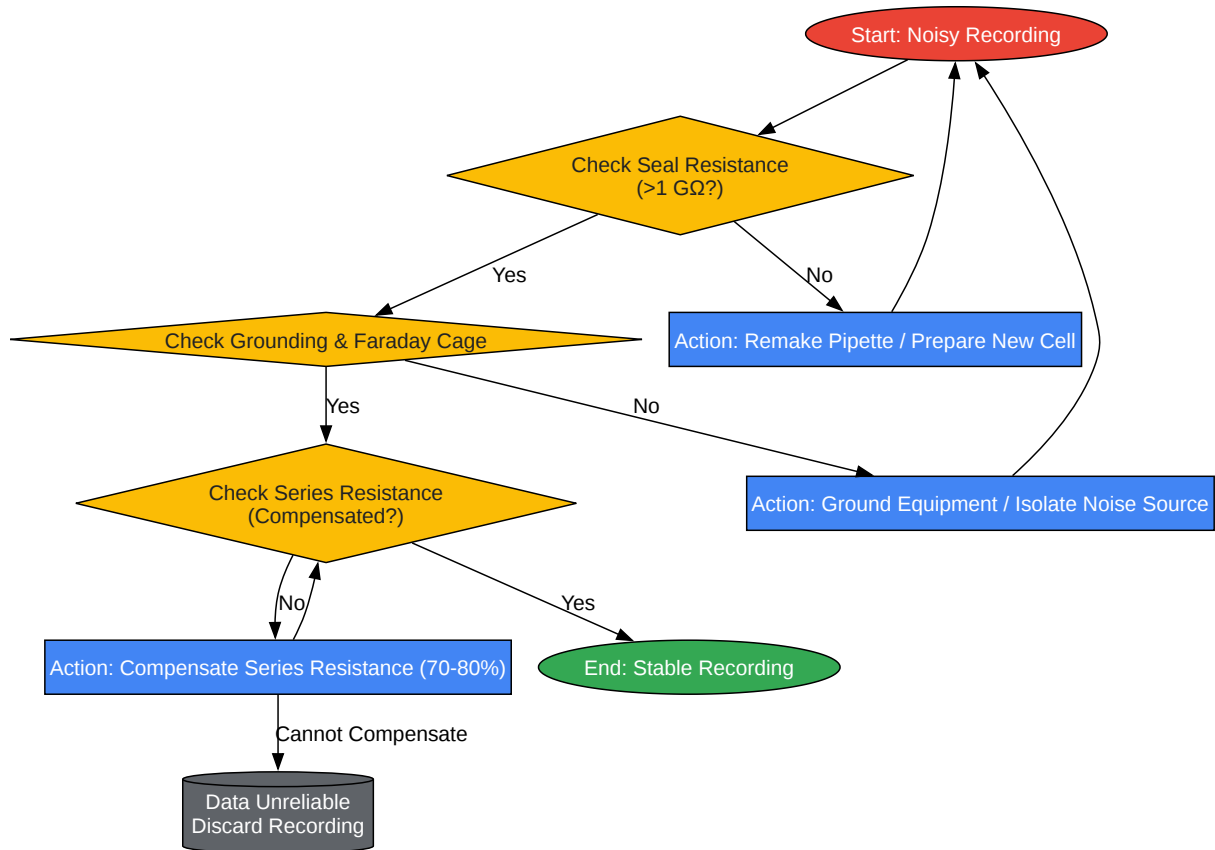 Start: Noisy Recording
Check Seal Resistance
(>1 GΩ?)
Yes
No
Check Grounding & Faraday Cage
Action: Remake Pipette / Prepare New Cell
Yes
No
Check Series Resistance
(Compensated?)
Action: Ground Equipment / Isolate Noise Source
No
Yes
Action: Compensate Series Resistance (70-80%)
End: Stable Recording
Cannot Compensate
Data Unreliable
Discard Recording